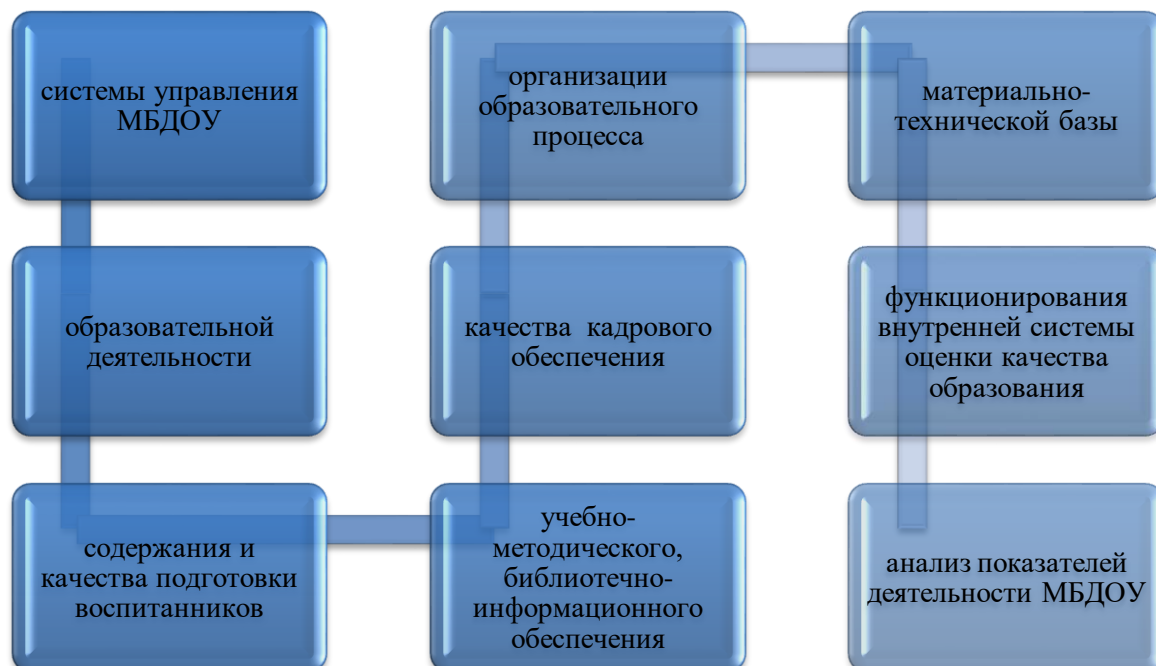 системы управления
МБДОУ
образовательной
деятельности
содержания и
качества подготовки
воспитанников
учебно-
методического,
библиотечно-
информационного
обеспечения
качества кадрового
обеспечения
организации
образовательного
процесса
материально-
технической базы
функционирования
внутренней системы
оценки качества
образования
анализ показателей
деятельности МБДОУ